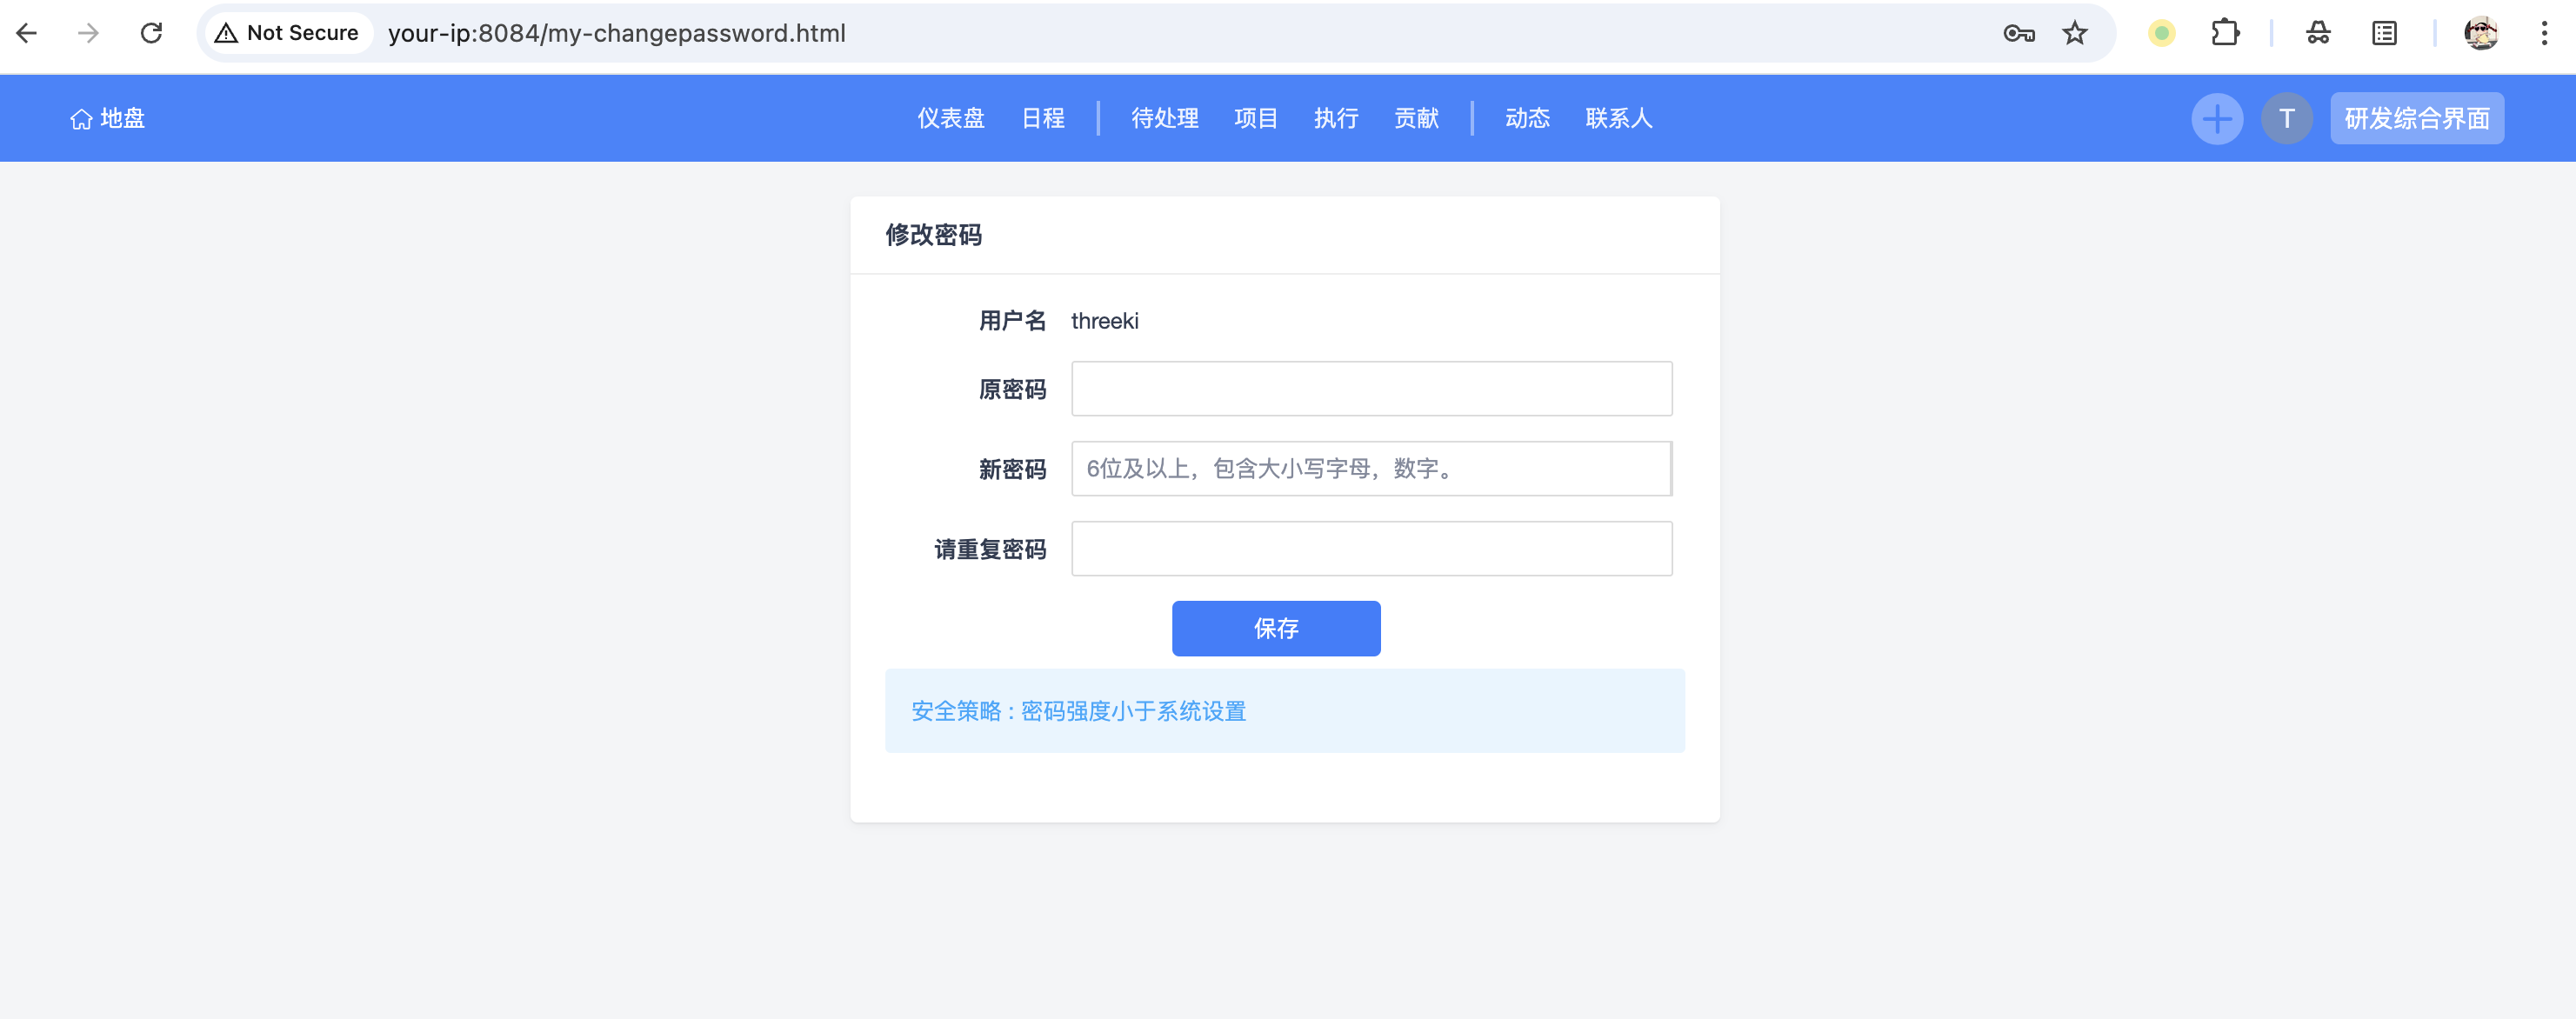 Not Secure your-ip:8084/my-changepassword.html
地盘 仪表盘 日程 待处理 项目 执行 贡献 动态 联系人 T 研发综合界面
修改密码
用户名 threeki
原密码
新密码 6位及以上，包含大小写字母，数字。
请重复密码
保存
安全策略 : 密码强度小于系统设置